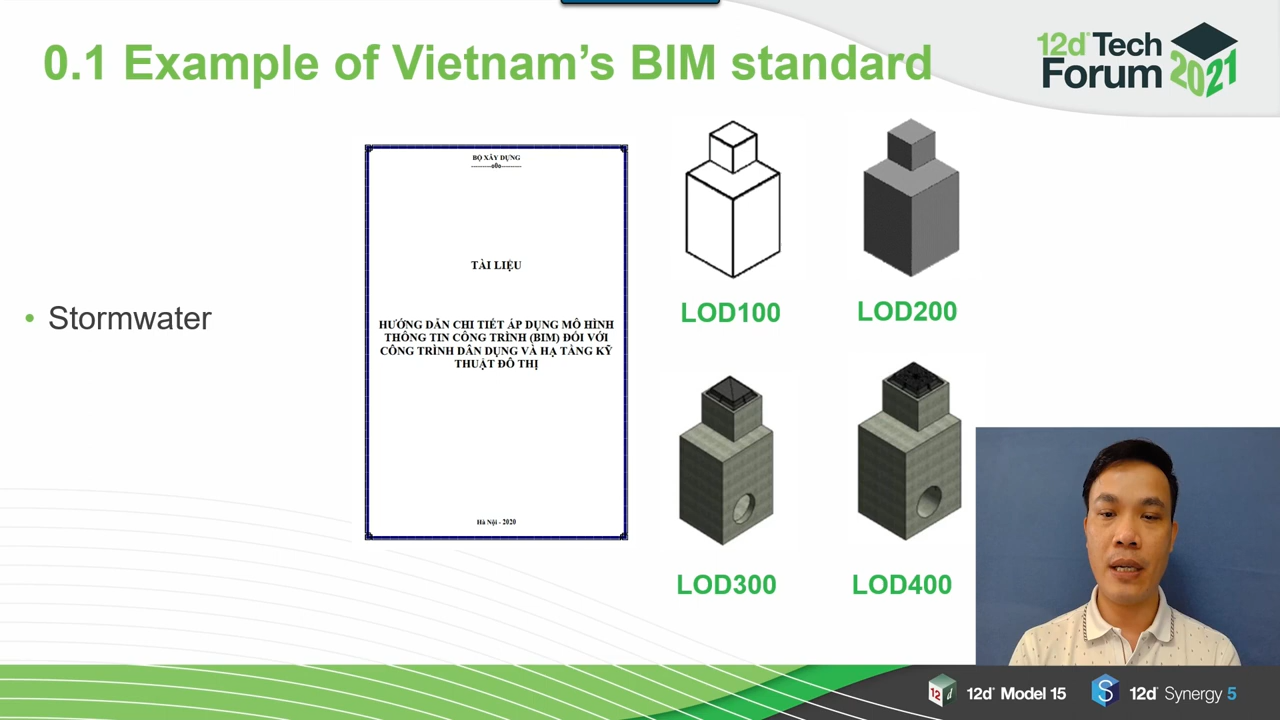 0.1 Example of Vietnam's BIM standard
12d® Tech
Forum 2021
BỘ XÂY DỰNG
----------o0o----------
TÀI LIỆU
HƯỚNG DẪN CHI TIẾT ÁP DỤNG MÔ HÌNH
THÔNG TIN CÔNG TRÌNH (BIM) ĐỐI VỚI
CÔNG TRÌNH DÂN DỤNG VÀ HẠ TẦNG KỸ
THUẬT ĐÔ THỊ
Hà Nội - 2020
• Stormwater
LOD100
LOD200
LOD300
LOD400
12d® Model 15
12d® Synergy 5